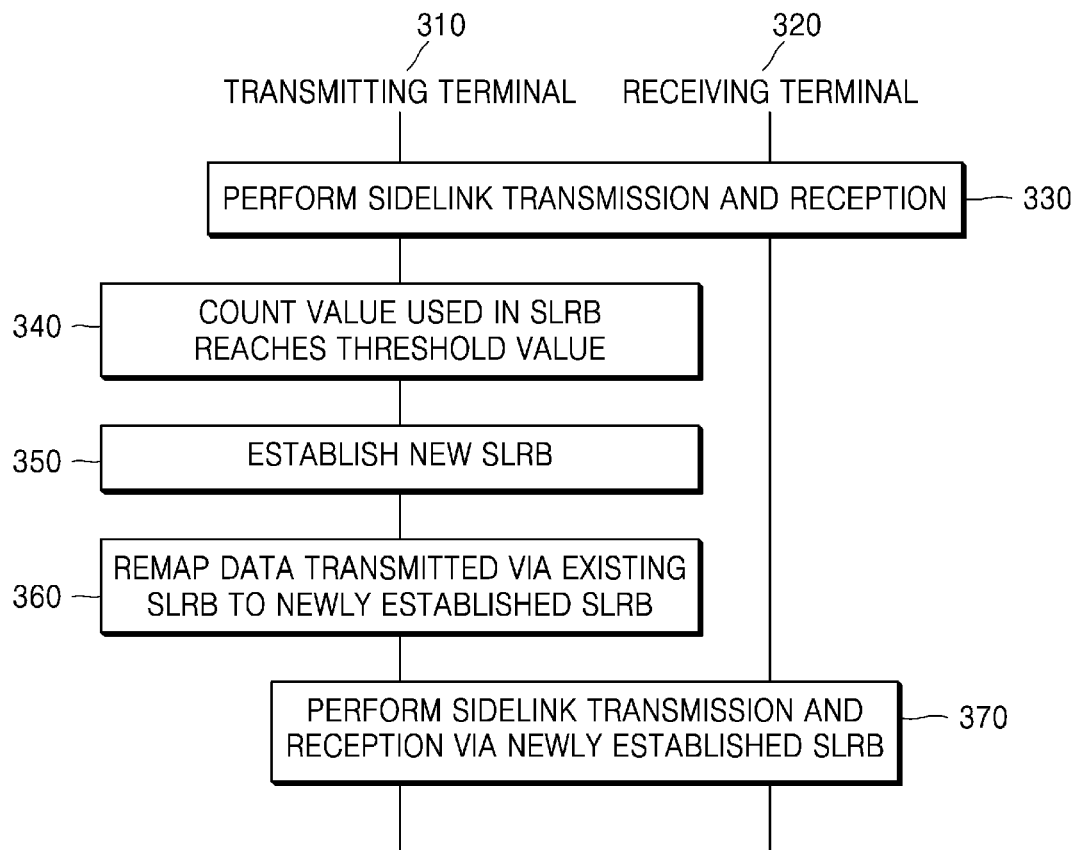 310
320
TRANSMITTING TERMINAL
RECEIVING TERMINAL
PERFORM SIDELINK TRANSMISSION AND RECEPTION
330
340
COUNT VALUE USED IN SLRB
REACHES THRESHOLD VALUE
350
ESTABLISH NEW SLRB
360
REMAP DATA TRANSMITTED VIA EXISTING
SLRB TO NEWLY ESTABLISHED SLRB
PERFORM SIDELINK TRANSMISSION AND
RECEPTION VIA NEWLY ESTABLISHED SLRB
370